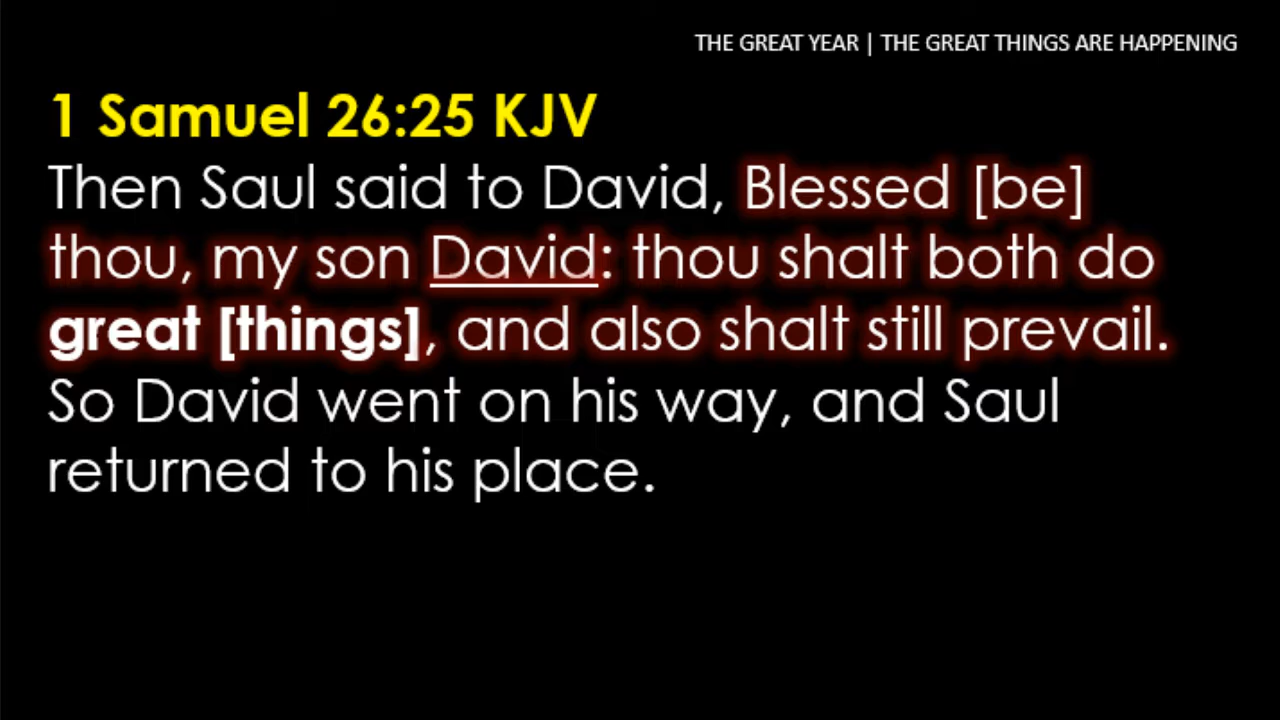 THE GREAT YEAR | THE GREAT THINGS ARE HAPPENING
1 Samuel 26:25 KJV
Then Saul said to David, Blessed [be]
thou, my son David: thou shalt both do
great [things], and also shalt still prevail.
So David went on his way, and Saul
returned to his place.